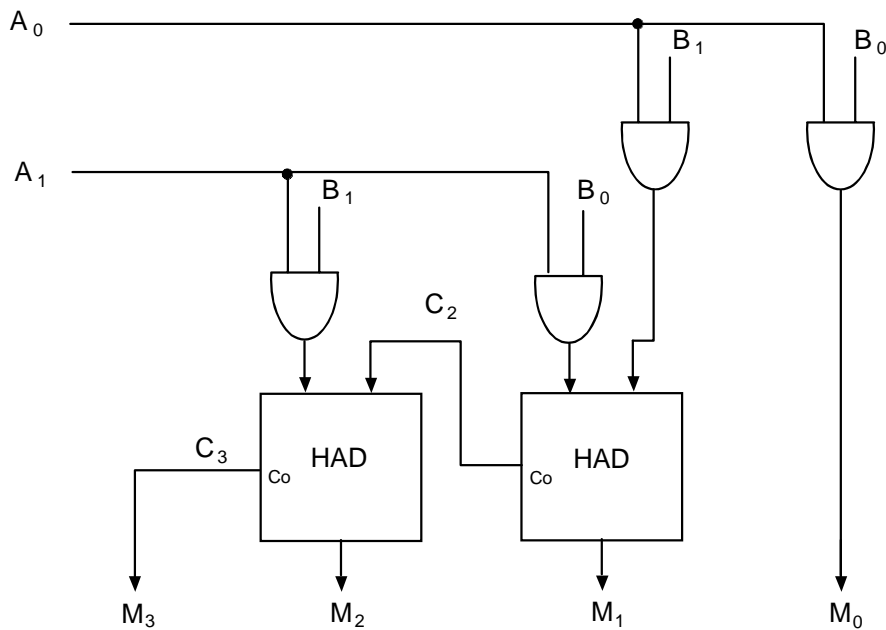 A₀
B₁
B₀
A₁
B₁
B₀
C₂
C₃
HAD
HAD
Co
Co
M₃
M₂
M₁
M₀